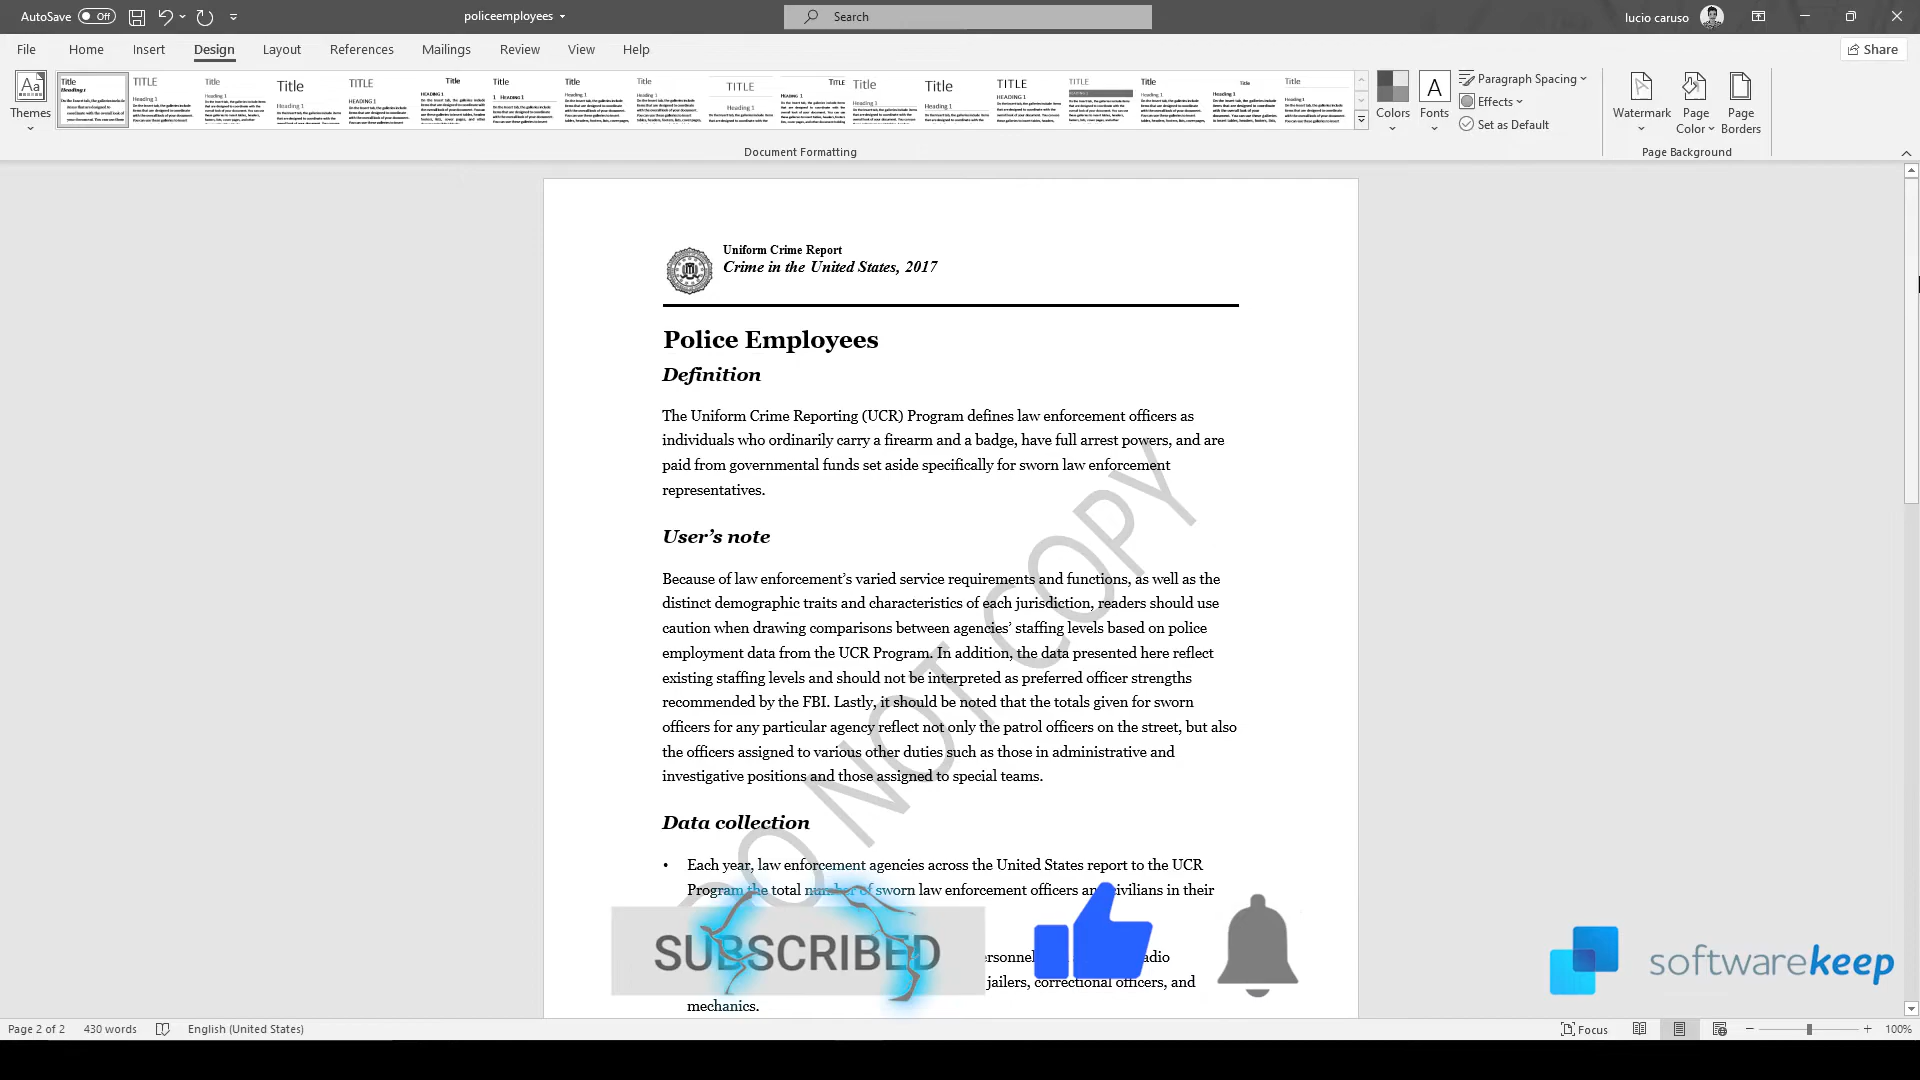 AutoSave Off policeemployees Search lucio caruso
File Home Insert Design Layout References Mailings Review View Help Share
Themes
Colors Fonts
Paragraph Spacing
Effects
Set as Default
Watermark Page Color Page Borders
Document Formatting Page Background
Uniform Crime Report
Crime in the United States, 2017
Police Employees
Definition
The Uniform Crime Reporting (UCR) Program defines law enforcement officers as
individuals who ordinarily carry a firearm and a badge, have full arrest powers, and are
paid from governmental funds set aside specifically for sworn law enforcement
representatives.
User’s note
Because of law enforcement’s varied service requirements and functions, as well as the
distinct demographic traits and characteristics of each jurisdiction, readers should use
caution when drawing comparisons between agencies’ staffing levels based on police
employment data from the UCR Program. In addition, the data presented here reflect
existing staffing levels and should not be interpreted as preferred officer strengths
recommended by the FBI. Lastly, it should be noted that the totals given for sworn
officers for any particular agency reflect not only the patrol officers on the street, but also
the officers assigned to various other duties such as those in administrative and
investigative positions and those assigned to special teams.
Data collection
• Each year, law enforcement agencies across the United States report to the UCR
Program the total number of sworn law enforcement officers and civilians in their
jailers, correctional officers, and
mechanics.
DO NOT COPY
SUBSCRIBED
softwarekeep
Page 2 of 2 430 words English (United States) Focus 100%